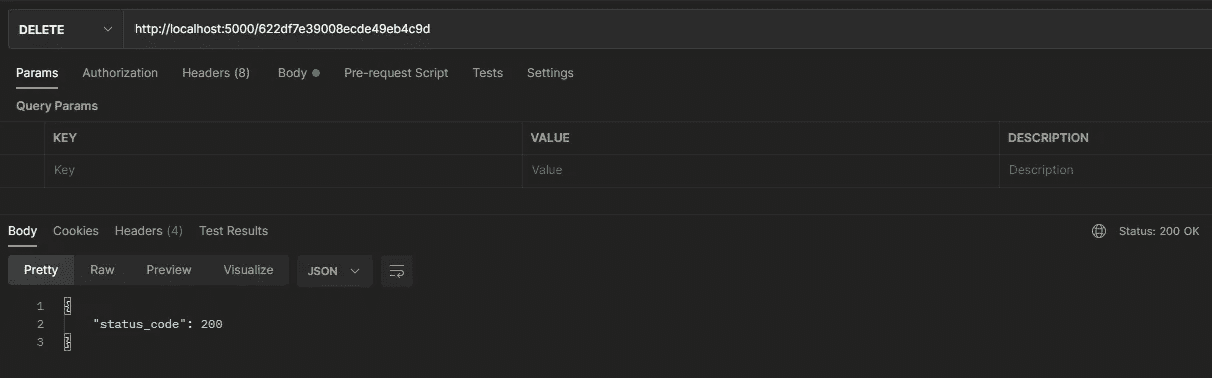 DELETE http://localhost:5000/622df7e39008ecde49eb4c9d
Params Authorization Headers (8) Body Pre-request Script Tests Settings
Query Params
KEY VALUE DESCRIPTION
Key Value Description
Body Cookies Headers (4) Test Results Status: 200 OK
Pretty Raw Preview Visualize JSON
1 {
2 "status_code": 200
3 }